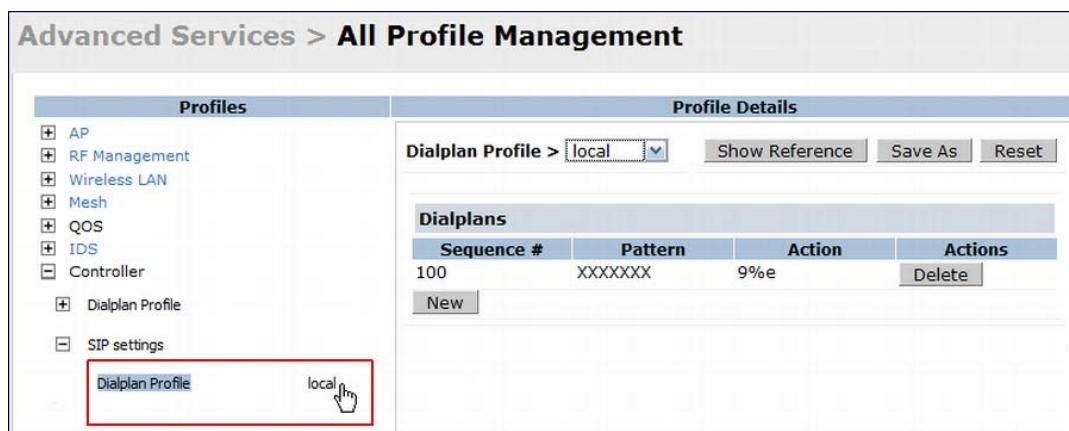 Advanced Services > All Profile Management
Profiles
AP
RF Management
Wireless LAN
Mesh
QOS
IDS
Controller
Dialplan Profile
SIP settings
Dialplan Profile local
Profile Details
Dialplan Profile > local Show Reference Save As Reset
Dialplans
Sequence # Pattern Action Actions
100 XXXXXXX 9%e Delete
New